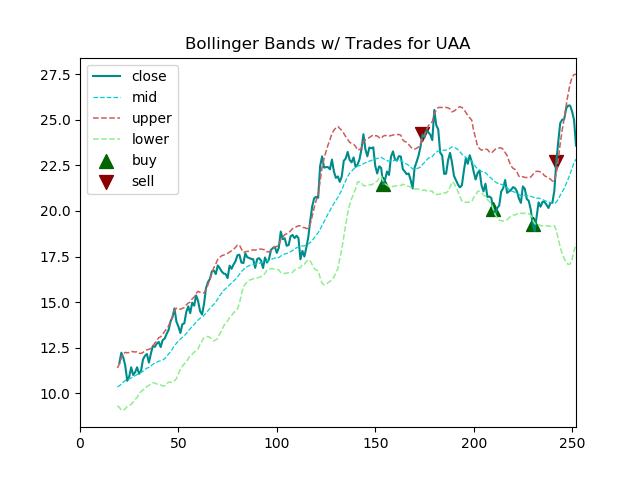 Bollinger Bands w/ Trades for UAA
close
mid
upper
lower
buy
sell
27.5
25.0
22.5
20.0
17.5
15.0
12.5
10.0
0 50 100 150 200 250